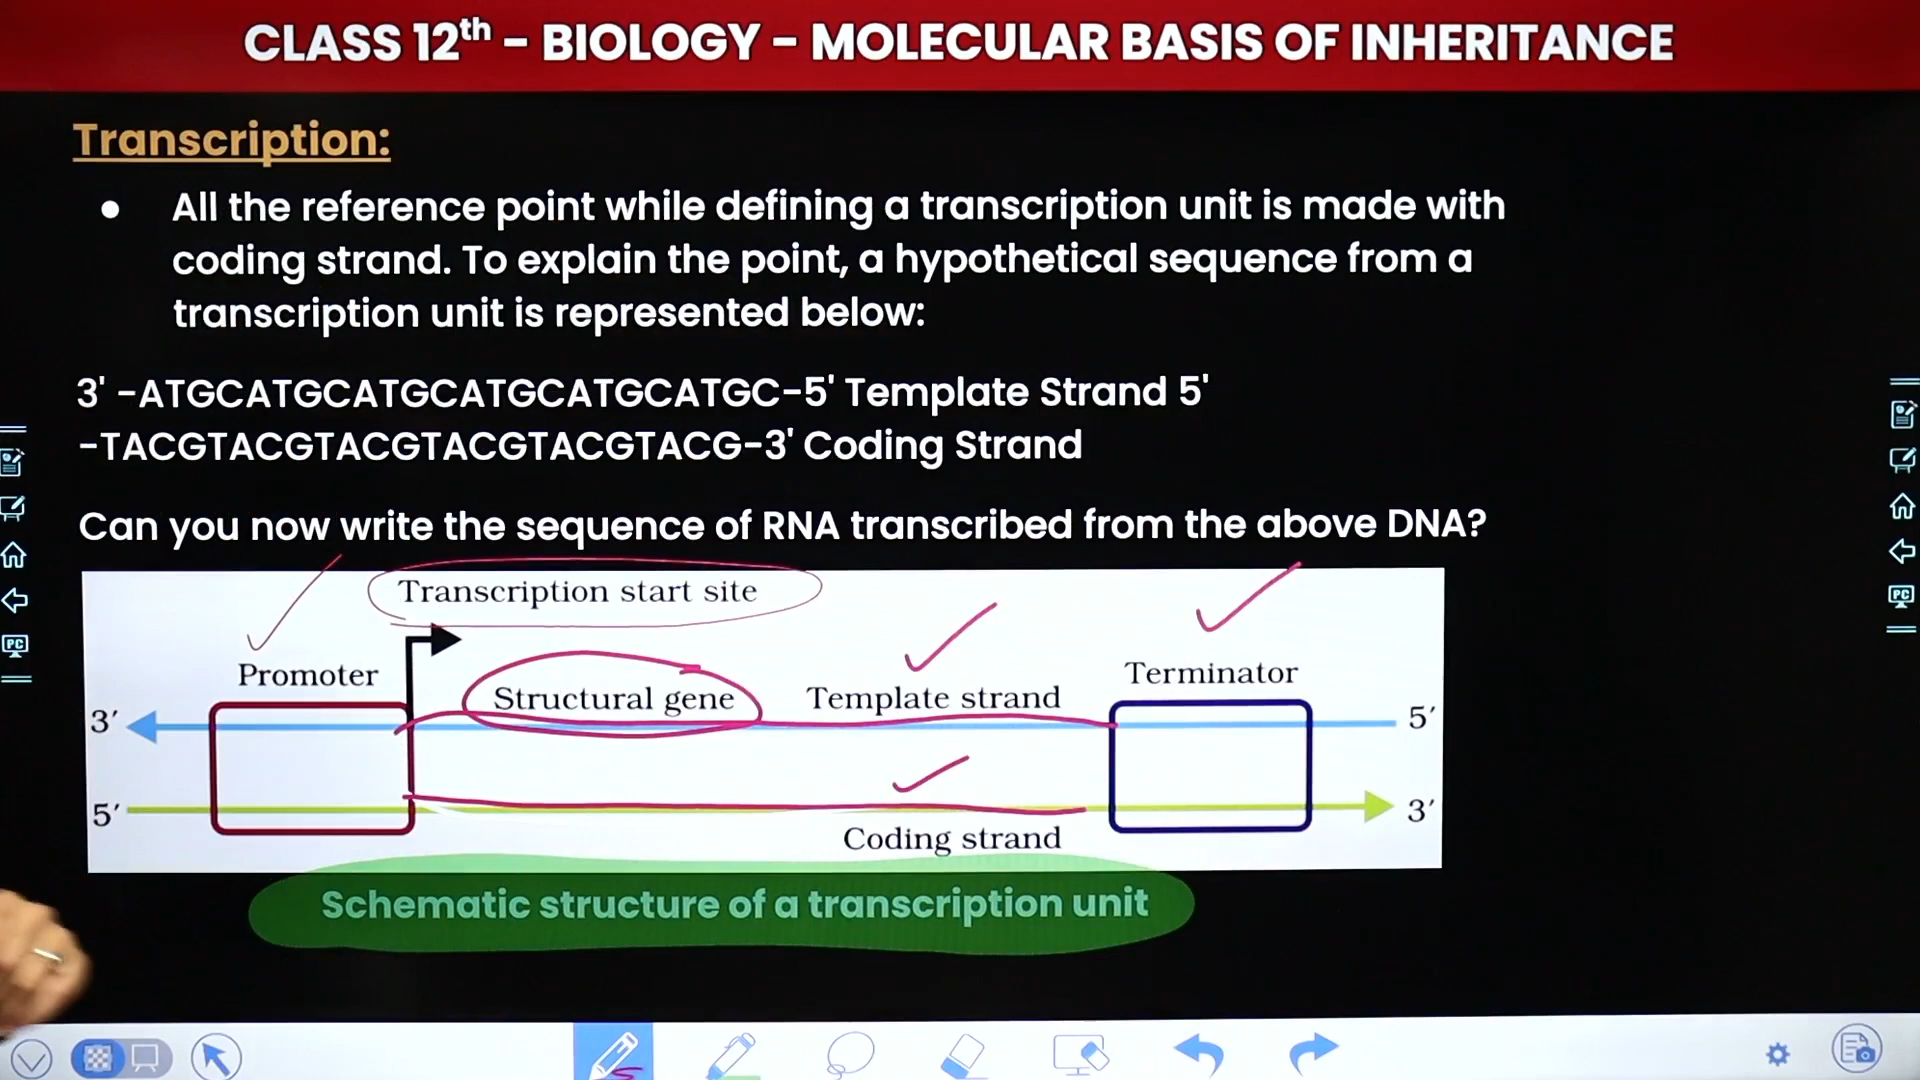 CLASS 12th - BIOLOGY - MOLECULAR BASIS OF INHERITANCE
Transcription:
● All the reference point while defining a transcription unit is made with
coding strand. To explain the point, a hypothetical sequence from a
transcription unit is represented below:
3' -ATGCATGCATGCATGCATGCATGC-5' Template Strand 5'
-TACGTACGTACGTACGTACGTACG-3' Coding Strand
Can you now write the sequence of RNA transcribed from the above DNA?
Transcription start site
Promoter
Structural gene
Template strand
Terminator
3′
5′
5′
3′
Coding strand
Schematic structure of a transcription unit
PC
PC